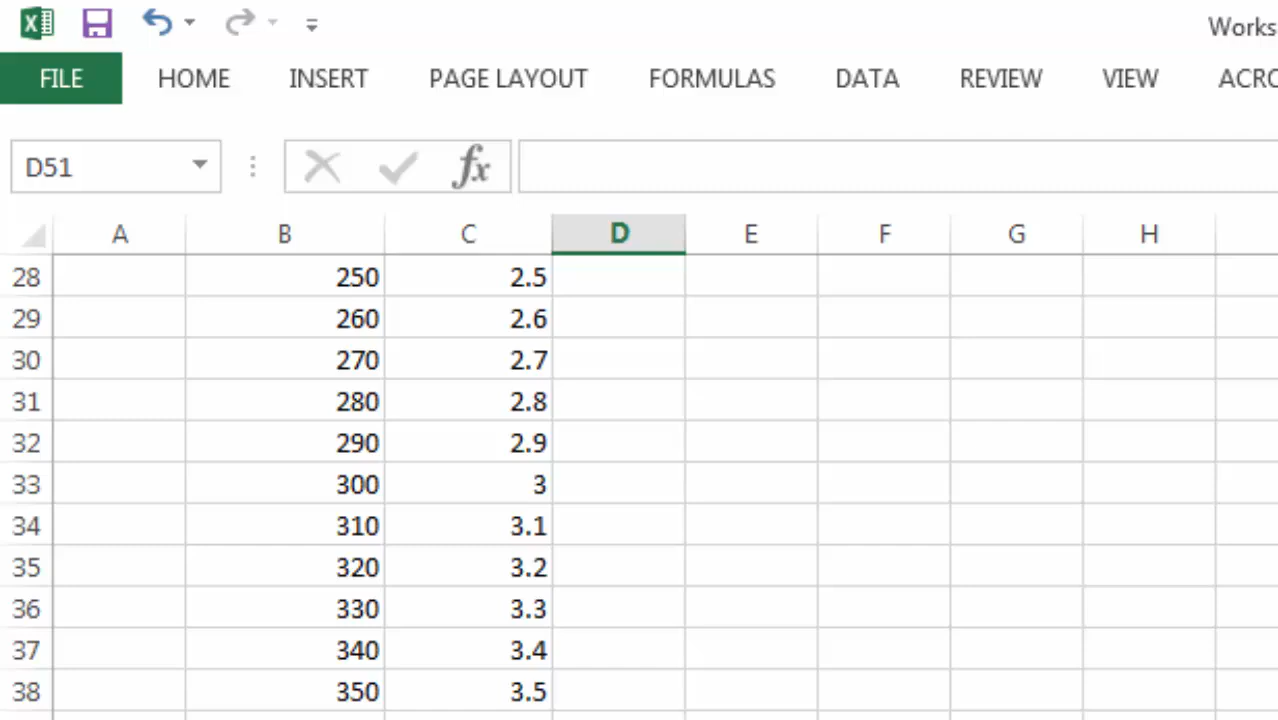 Works
FILE HOME INSERT PAGE LAYOUT FORMULAS DATA REVIEW VIEW ACRO
D51 fx
A B C D E F G H
28 250 2.5
29 260 2.6
30 270 2.7
31 280 2.8
32 290 2.9
33 300 3
34 310 3.1
35 320 3.2
36 330 3.3
37 340 3.4
38 350 3.5